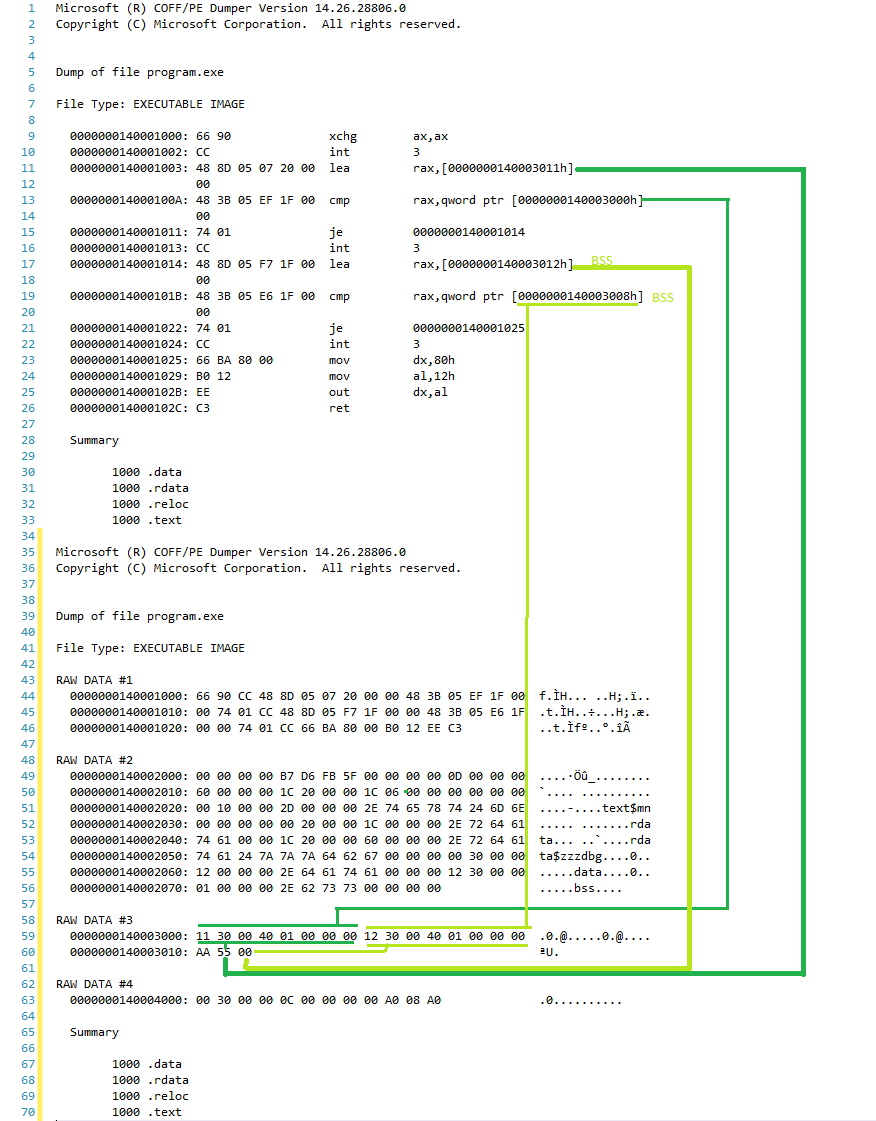 1 Microsoft (R) COFF/PE Dumper Version 14.26.28806.0
2 Copyright (C) Microsoft Corporation.  All rights reserved.
3
4
5 Dump of file program.exe
6
7 File Type: EXECUTABLE IMAGE
8
9   0000000140001000: 66 90              xchg        ax,ax
10   0000000140001002: CC                 int         3
11   0000000140001003: 48 8D 05 07 20 00  lea         rax,[0000000140003011h]
12                     00
13   000000014000100A: 48 3B 05 EF 1F 00  cmp         rax,qword ptr [0000000140003000h]
14                     00
15   0000000140001011: 74 01              je          0000000140001014
16   0000000140001013: CC                 int         3
17   0000000140001014: 48 8D 05 F7 1F 00  lea         rax,[0000000140003012h] BSS
18                     00
19   000000014000101B: 48 3B 05 E6 1F 00  cmp         rax,qword ptr [0000000140003008h] BSS
20                     00
21   0000000140001022: 74 01              je          0000000140001025
22   0000000140001024: CC                 int         3
23   0000000140001025: 66 BA 80 00        mov         dx,80h
24   0000000140001029: B0 12              mov         al,12h
25   000000014000102B: EE                 out         dx,al
26   000000014000102C: C3                 ret
27
28   Summary
29
30         1000 .data
31         1000 .rdata
32         1000 .reloc
33         1000 .text
34
35 Microsoft (R) COFF/PE Dumper Version 14.26.28806.0
36 Copyright (C) Microsoft Corporation.  All rights reserved.
37
38
39 Dump of file program.exe
40
41 File Type: EXECUTABLE IMAGE
42
43 RAW DATA #1
44   0000000140001000: 66 90 CC 48 8D 05 07 20 00 00 48 3B 05 EF 1F 00  f.ÌH... ..H;.ï..
45   0000000140001010: 00 74 01 CC 48 8D 05 F7 1F 00 00 48 3B 05 E6 1F  .t.ÌH..÷...H;.æ.
46   0000000140001020: 00 00 74 01 CC 66 BA 80 00 B0 12 EE C3           ..t.Ìfº..°.îÃ
47
48 RAW DATA #2
49   0000000140002000: 00 00 00 00 B7 D6 FB 5F 00 00 00 00 0D 00 00 00  ....·Öû_........
50   0000000140002010: 60 00 00 00 1C 20 00 00 1C 06 00 00 00 00 00 00  `.... ..........
51   0000000140002020: 00 10 00 00 2D 00 00 00 2E 74 65 78 74 24 6D 6E  ....-....text$mn
52   0000000140002030: 00 00 00 00 00 20 00 00 1C 00 00 00 2E 72 64 61  ..... .......rda
53   0000000140002040: 74 61 00 00 1C 20 00 00 60 00 00 00 2E 72 64 61  ta... ..`....rda
54   0000000140002050: 74 61 24 7A 7A 7A 64 62 67 00 00 00 00 30 00 00  ta$zzzdbg....0..
55   0000000140002060: 12 00 00 00 2E 64 61 74 61 00 00 00 12 30 00 00  .....data....0..
56   0000000140002070: 01 00 00 00 2E 62 73 73 00 00 00 00              .....bss....
57
58 RAW DATA #3
59   0000000140003000: 11 30 00 40 01 00 00 00 12 30 00 40 01 00 00 00  .0.@.....0.@....
60   0000000140003010: AA 55 00                                         ªU.
61
62 RAW DATA #4
63   0000000140004000: 00 30 00 00 0C 00 00 00 00 A0 08 A0              .0..........
64
65   Summary
66
67         1000 .data
68         1000 .rdata
69         1000 .reloc
70         1000 .text